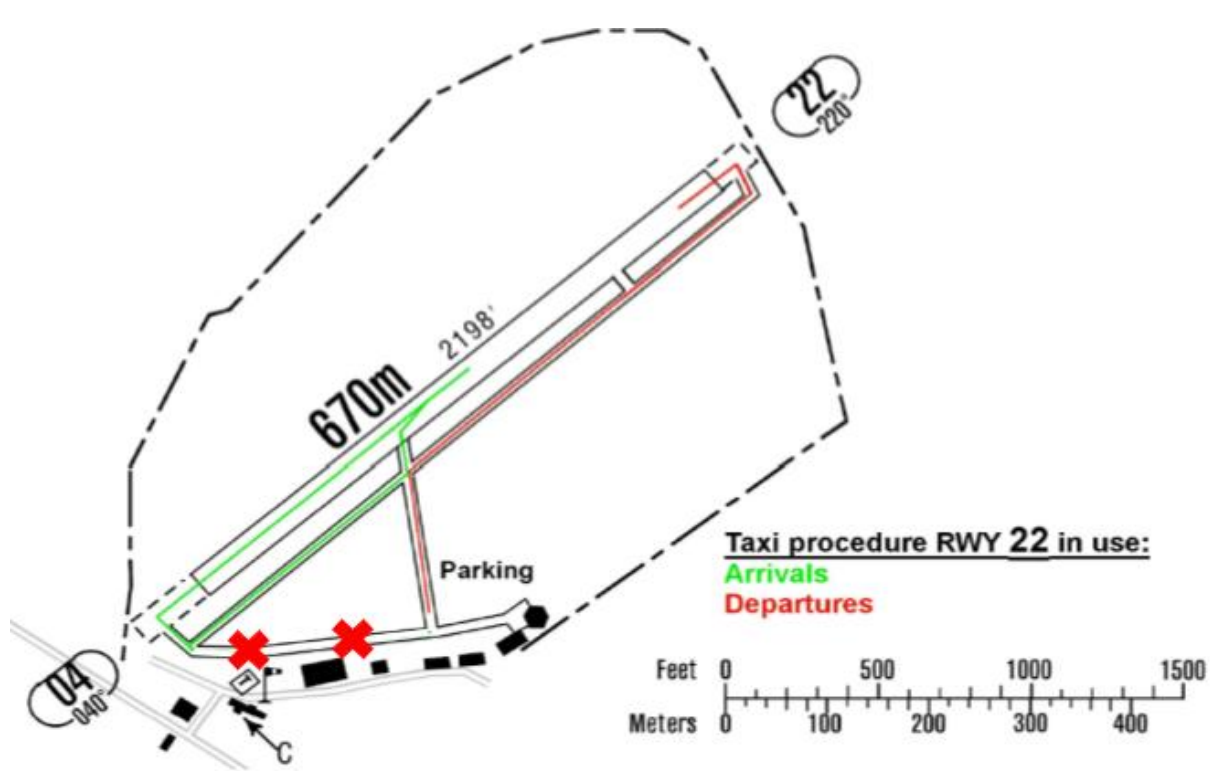 22
220°
2198'
670m
Parking
Taxi procedure RWY 22 in use:
Arrivals
Departures
Feet 0 500 1000 1500
Meters 0 100 200 300 400
04
040°
T
C